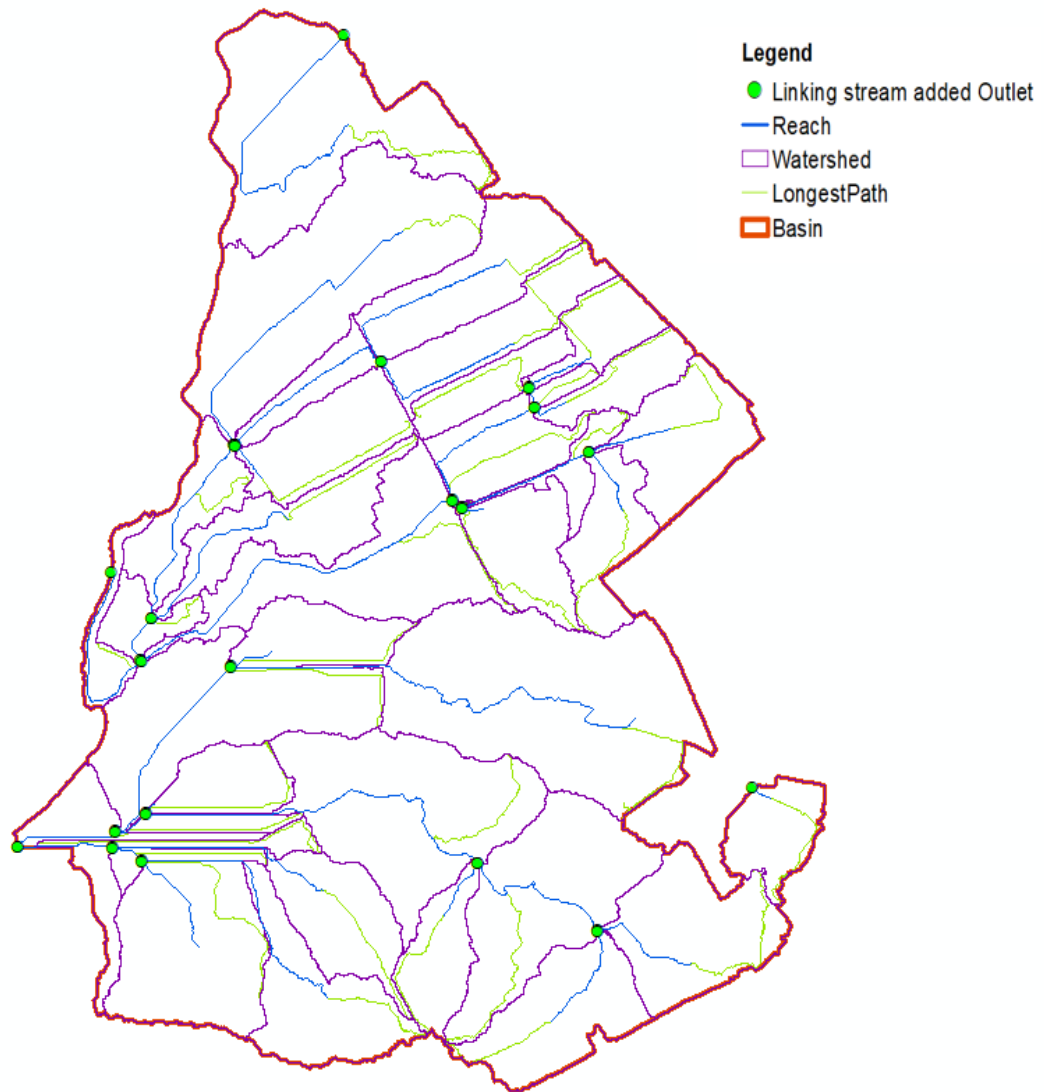 Legend
Linking stream added Outlet
Reach
Watershed
LongestPath
Basin